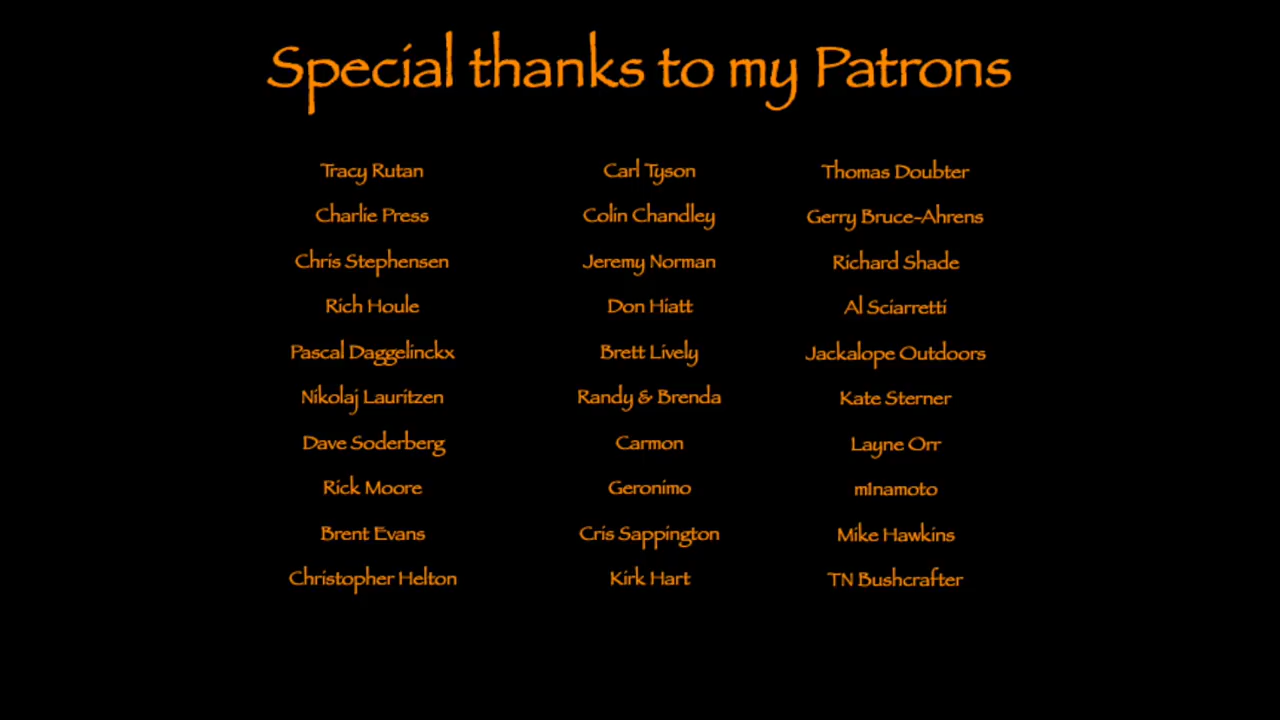 Special thanks to my Patrons
Tracy Rutan
Charlie Press
Chris Stephensen
Rich Houle
Pascal Daggelinckx
Nikolaj Lauritzen
Dave Soderberg
Rick Moore
Brent Evans
Christopher Helton
Carl Tyson
Colin Chandley
Jeremy Norman
Don Hiatt
Brett Lively
Randy & Brenda
Carmon
Geronimo
Cris Sappington
Kirk Hart
Thomas Doubter
Gerry Bruce-Ahrens
Richard Shade
Al Sciarretti
Jackalope Outdoors
Kate Sterner
Layne Orr
m1namoto
Mike Hawkins
TN Bushcrafter